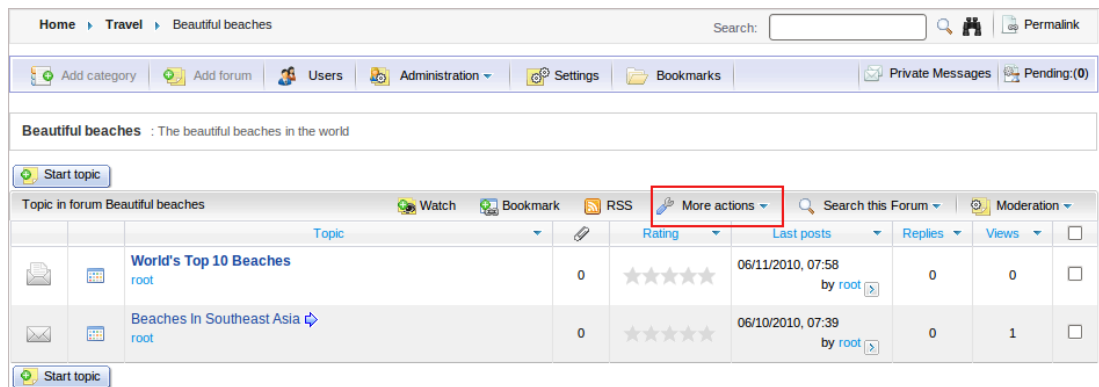 Home Travel Beautiful beaches Search: Permalink
Add category Add forum Users Administration Settings Bookmarks Private Messages Pending:(0)
Beautiful beaches : The beautiful beaches in the world
Start topic
Topic in forum Beautiful beaches Watch Bookmark RSS More actions Search this Forum Moderation
Topic Rating Last posts Replies Views
World's Top 10 Beaches 0 06/11/2010, 07:58 0 0
root by root
Beaches In Southeast Asia 0 06/10/2010, 07:39 0 1
root by root
Start topic